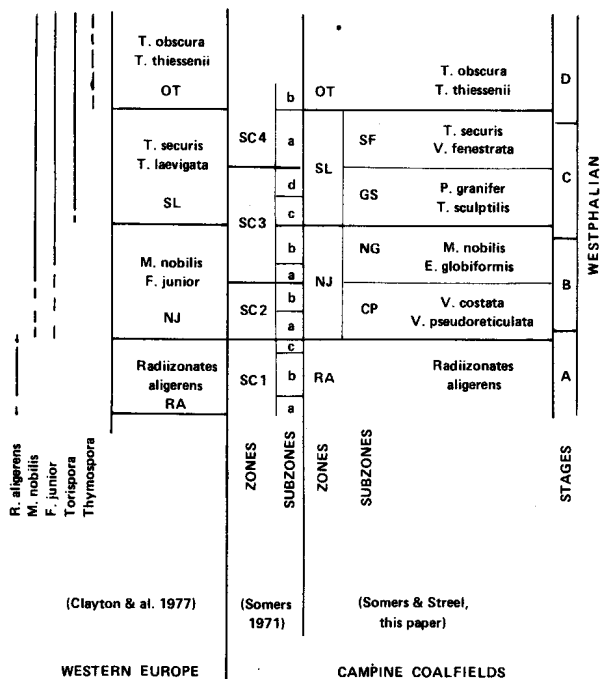 T. obscura
T. thiessenii
OT
b
OT
T. obscura
T. thiessenii
D
T. securis
T. laevigata
SL
SC4
a
SL
SF
T. securis
V. fenestrata
C
SC3
d
c
GS
P. granifer
T. sculptilis
M. nobilis
F. junior
NJ
b
a
NJ
NG
M. nobilis
E. globiformis
B
SC2
b
a
CP
V. costata
V. pseudoreticulata
Radiizonates
aligerens
RA
SC1
c
b
a
RA
Radiizonates
aligerens
A
WESTPHALIAN
R. aligerens
M. nobilis
F. junior
Torispora
Thymospora
ZONES
SUBZONES
ZONES
SUBZONES
STAGES
(Clayton & al. 1977)
(Somers
1971)
(Somers & Streel,
this paper)
WESTERN EUROPE
CAMPINE COALFIELDS